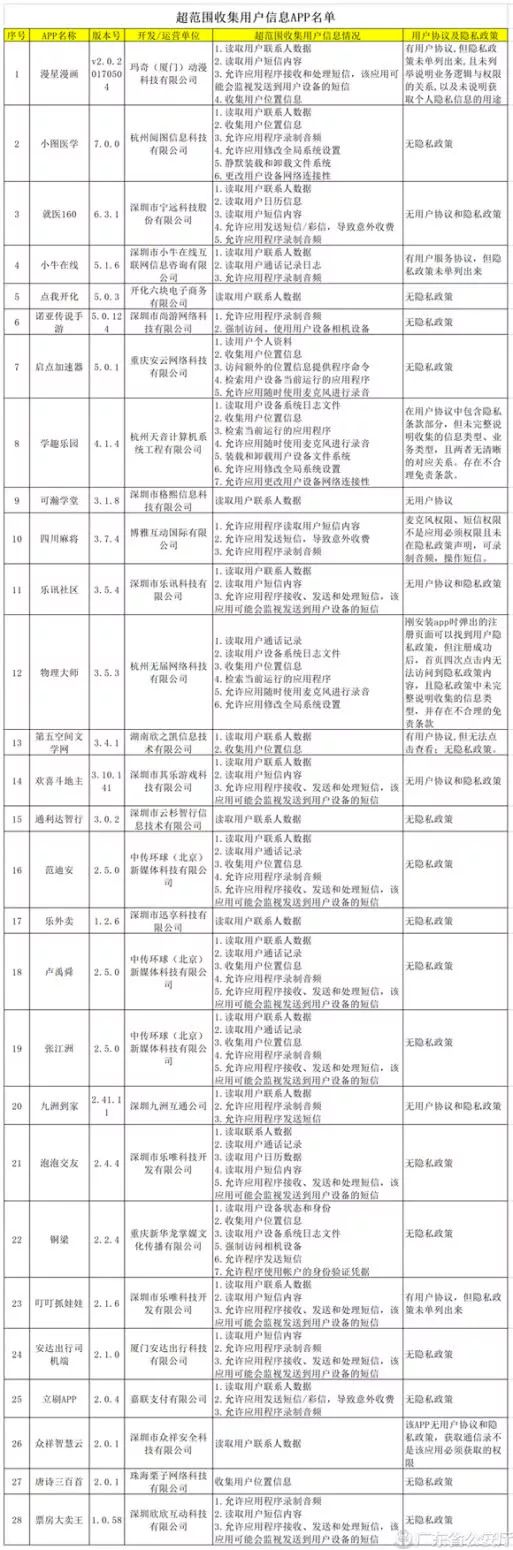 超范围收集用户信息APP名单
序号 APP名称 版本号 开发/运营单位 超范围收集用户信息情况 用户协议及隐私政策
1 漫星漫画 v2.0.20170504 玛奇（厦门）动漫科技有限公司
1.读取用户联系人数据
2.读取用户短信内容
3.允许应用程序接收和处理短信，该应用可
能会监视发送到用户设备的短信
4.收集用户位置信息
有用户协议,但隐私政
策未单列出来,且未列
举说明业务逻辑与权限
的关系,以及未说明获
取个人隐私信息的用途
2 小图医学 7.0.0 杭州闻图信息科技有限公司
1.读取用户联系人数据
2.收集用户位置信息
3.允许应用程序录制音频
4.允许应用修改全局系统设置
5.静默装载和卸载文件系统
6.更改用户设备网络连接性
无隐私政策
3 就医160 6.3.1 深圳市宁远科技股份有限公司
1.读取用户联系人数据
2.读取用户日历信息
3.读取用户短信内容
4.允许应用发送短信/彩信，导致意外收费
5.允许应用程序录制音频
无用户协议和隐私政策
4 小牛在线 5.1.6 深圳市小牛在线互联网信息咨询有限公司
1.读取用户联系人数据
2.读取用户通话记录日志
3.允许应用程序录制音频
有用户服务协议，但隐
私政策未单列出来
5 点我开化 5.0.3 开化六块电子商务有限公司 读取用户联系人数据 无隐私政策
6 诺亚传说手游 5.0.124 深圳市尚游网络科技有限公司
1.允许应用程序录制音频
2.强制访问、使用用户设备相机设备
无隐私政策
7 启点加速器 5.0.1 重庆安云网络科技有限公司
1.读用户个人资料
2.收集用户位置信息
3.访问额外的位置信息提供程序命令
4.检索用户设备当前运行的应用程序
5.允许应用随时使用麦克风进行录音
无隐私政策
8 学趣乐园 4.1.4 杭州天音计算机系统工程有限公司
1.读取用户设备系统日志文件
2.收集用户位置信息
3.检索当前运行的应用程序
4.允许应用随时使用麦克风进行录音
5.装载和卸载用户设备文件系统
6.允许应用修改全局系统设置
7.允许应用更改用户设备网络连接性
在用户协议中包含隐私
条款部分，但未完整说
明收集的信息类型、业
务类型，且两者无清晰
的对应关系。存在不合
理免责条款。
9 可瀚学堂 3.1.8 深圳市格熙信息科技有限公司 读取用户联系人数据 无用户协议
10 四川麻将 3.7.4 博雅互动国际有限公司
1.允许应用程序读取用户短信内容
2.允许应用发送短信，导致意外收费
3.允许应用程序录制音频
麦克风权限、短信权限
不是应用必须权限且未
在隐私政策声明，可录
制音频，操作短信。
11 乐讯社区 3.5.4 深圳市乐讯科技有限公司
1.读取用户联系人数据
2.读取用户短信内容
3.允许应用程序接收、发送和处理短信，该
应用可能会监视发送到用户设备的短信
无用户协议和隐私政策
12 物理大师 3.5.3 杭州无届网络科技有限公司
1.读取用户通话记录
2.读取用户设备系统日志文件
3.收集用户位置信息
4.检索当前运行的应用程序
5.允许应用随时使用麦克风进行录音
6.允许应用修改全局系统设置
刚安装app时弹出的注
册页面可以找到用户隐
私政策，但注册成功
后，首页四次点击内无
法访问到隐私政策内
容，且隐私政策中未完
整说明收集的信息类
型，并存在不合理的免
责条款
13 第五空间文学网 3.4.1 湖南欣之凯信息技术有限公司
1.读取用户联系人数据
2.收集用户位置信息
有用户协议,但无法点
击查看；无隐私政策。
14 欢喜斗地主 3.10.141 深圳市其乐游戏科技有限公司
1.读取用户联系人数据
2.读取用户短信内容
3.允许应用程序接收、发送和处理短信，该
应用可能会监视发送到用户设备的短信
无用户协议和隐私政策
15 通利达智行 3.0.2 深圳市云杉智行信息技术有限公司 读取用户联系人数据 无隐私政策
16 范迪安 2.5.0 中传环球（北京）新媒体科技有限公司
1.读取用户联系人数据
2.读取用户通话记录
3.收集用户位置信息
4.允许应用程序录制音频
5.允许应用程序接收、发送和处理短信，该
应用可能会监视发送到用户设备的短信
无隐私政策
17 乐外卖 1.2.6 深圳市迅享科技有限公司 读取用户联系人数据 无隐私政策
18 卢禹舜 2.5.0 中传环球（北京）新媒体科技有限公司
1.读取用户联系人数据
2.读取用户通话记录
3.收集用户位置信息
4.允许应用程序录制音频
5.允许应用程序接收、发送和处理短信，该
应用可能会监视发送到用户设备的短信
无隐私政策
19 张江洲 2.5.0 中传环球（北京）新媒体科技有限公司
1.读取用户联系人数据
2.读取用户通话记录
3.收集用户位置信息
4.允许应用程序录制音频
5.允许应用程序接收、发送和处理短信，该
应用可能会监视发送到用户设备的短信
无隐私政策
20 九洲到家 2.41.11 深圳九洲互通公司
1.读取用户联系人数据
2.允许应用程序录制音频
3.允许应用程序发送短信
无用户协议和隐私政策
21 泡泡交友 2.4.4 深圳市乐唯科技开发有限公司
1.读取联系人数据
2.读取用户通话记录
3.读取用户日历数据
4.读取用户短信内容
5.允许应用程序接收、发送和处理短信，该
应用可能会监视发送到用户设备的短信
无隐私政策
22 铜梁 2.2.4 重庆新华龙掌媒文化传播有限公司
1.读取用户设备状态和身份
2.收集用户位置信息
3.读取用户设备系统日志文件
5.强制访问相机设备
6.允许程序发送短信
7.允许程序使用帐户的身份验证凭据
无隐私政策
23 叮叮抓娃娃 2.1.6 深圳市乐唯科技开发有限公司
1.读取用户联系人数据
2.读取用户短信内容
3.允许应用程序接收、发送和处理短信，该
应用可能会监视发送到用户设备的短信
有用户协议，但隐私政
策未单列出来
24 安达出行司机端 2.1.0 厦门安达出行科技有限公司
1.读取用户短信内容
2.允许应用程序录制音频
3.允许应用程序接收、发送和处理短信，该
应用可能会监视发送到用户设备的短信
无隐私政策
25 立刷APP 2.0.4 嘉联支付有限公司
1.读取用户联系人数据
2.允许应用发送短信/彩信，导致意外收费
3.允许应用程序录制音频
无隐私政策
26 众祥智慧云 2.0.1 深圳市众祥安全科技有限公司 读取用户联系人数据
该APP无用户协议和隐
私政策，获取通信录不
是该应用必须获取的权
限
27 唐诗三百首 2.0.1 珠海栗子网络科技有限公司 收集用户位置信息 无隐私政策
28 票房大卖王 1.0.58 深圳欣欣互动科技有限公司
1.允许应用程序录制音频
2.读取用户短信内容
3.允许应用程序接收、发送和处理短信，该
应用可能会监视发送到用户设备的短信
无隐私政策
广东省公安厅